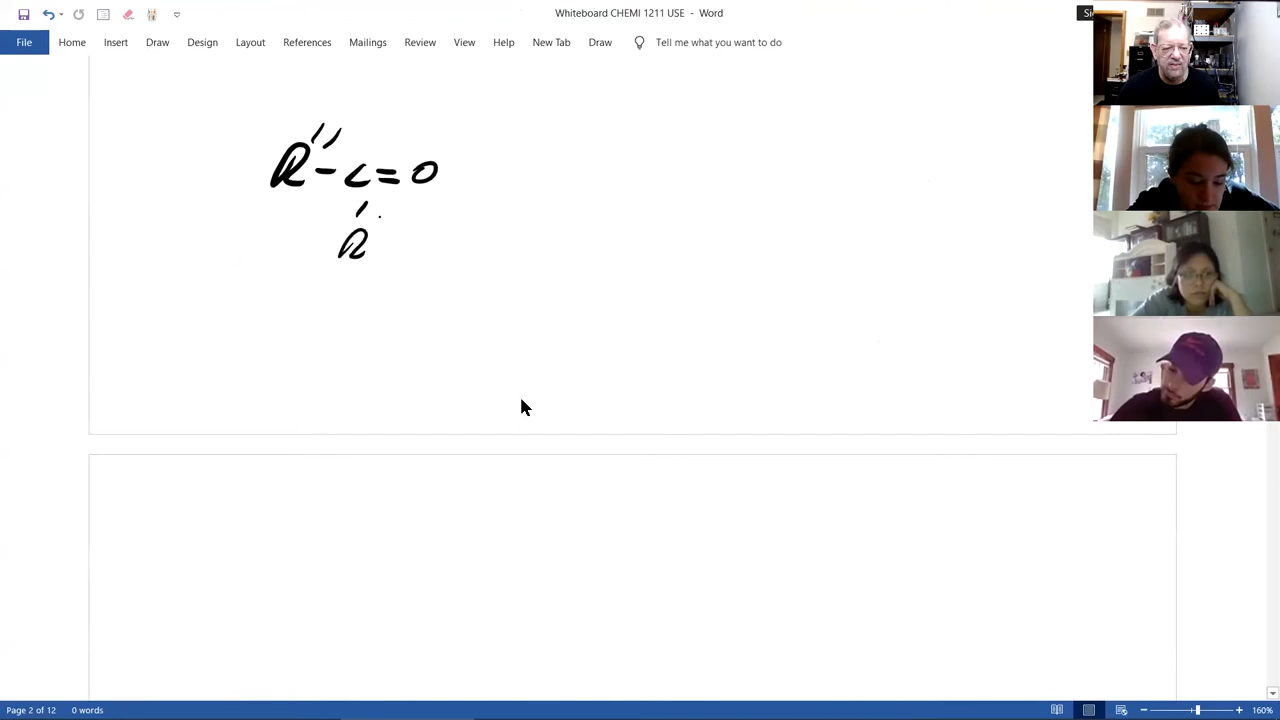 Whiteboard CHEMI 1211 USE - Word
File Home Insert Draw Design Layout References Mailings Review View Help New Tab Draw Tell me what you want to do
R''-C=O
R
Page 2 of 12 0 words 160%